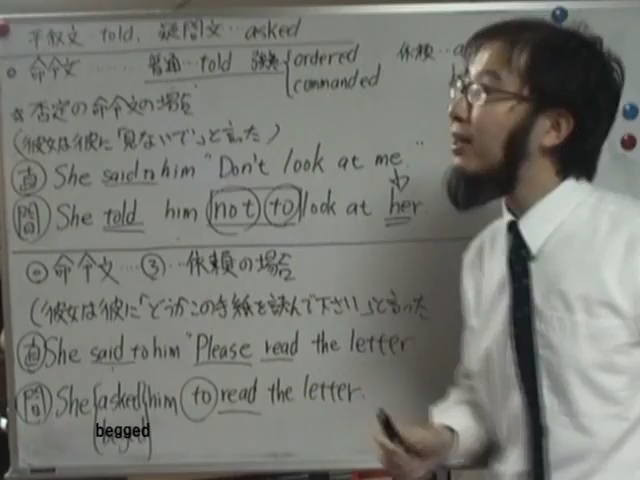 平叙文 told, 疑問文‥asked
○命令文‥‥‥ 普通‥told 強意 ordered 依頼‥a
commanded
☆否定の命令文の場合
(彼女は彼に「見ないで」と言った)
直 She said to him "Don't look at me."
間 She told him not to look at her.
○命令文‥‥③‥依頼の場合
(彼女は彼に「どうかこの手紙を読んで下さい」と言った
直 She said to him "Please read the letter
間 She asked him to read the letter.
begged